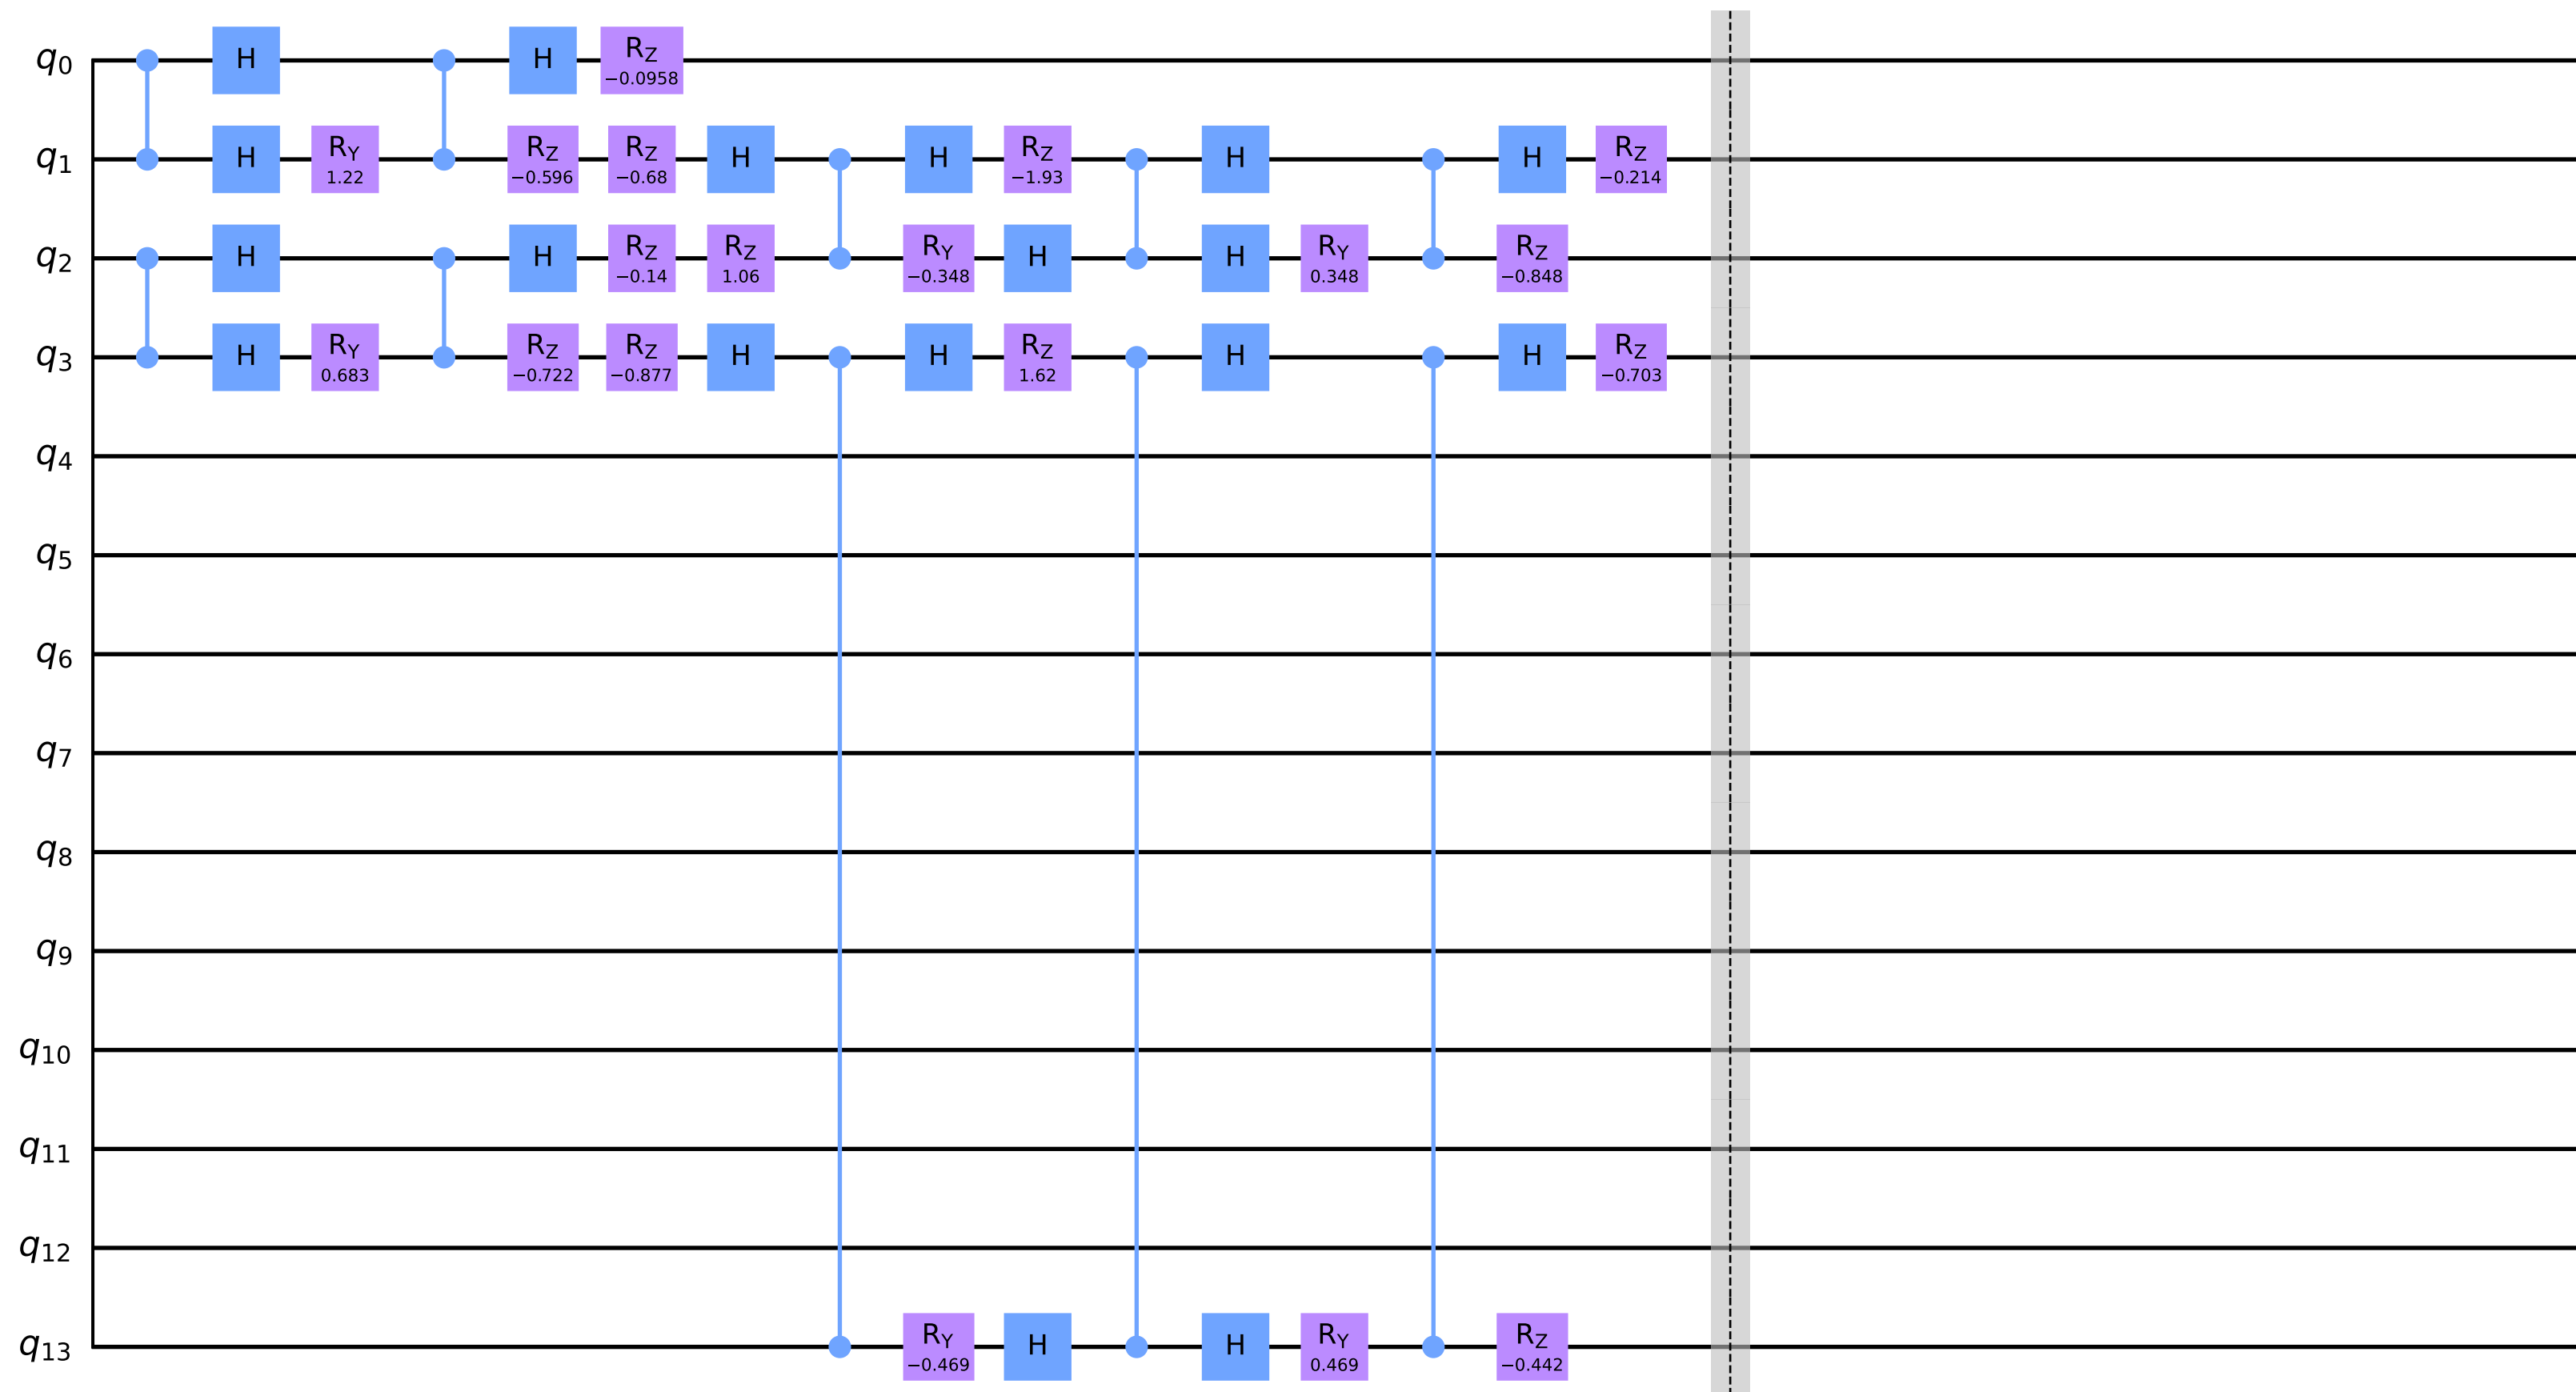 q0 H H RZ −0.0958
q1 H RY 1.22 RZ −0.596 RZ −0.68 H H RZ −1.93 H H RZ −0.214
q2 H H RZ −0.14 RZ 1.06 RY −0.348 H H RY 0.348 RZ −0.848
q3 H RY 0.683 RZ −0.722 RZ −0.877 H H RZ 1.62 H H RZ −0.703
q4
q5
q6
q7
q8
q9
q10
q11
q12
q13 RY −0.469 H H RY 0.469 RZ −0.442